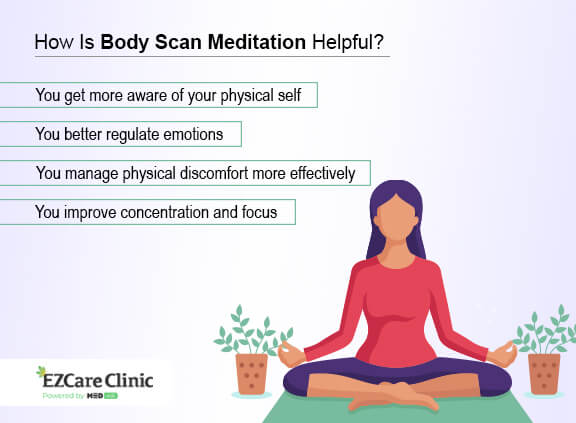 How Is Body Scan Meditation Helpful?
You get more aware of your physical self
You better regulate emotions
You manage physical discomfort more effectively
You improve concentration and focus
EZCare Clinic
Powered by MED